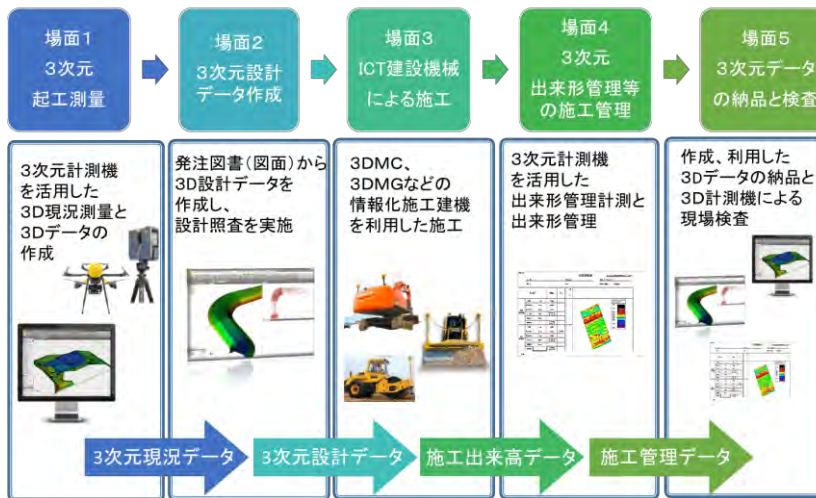 場面1
3次元
起工測量
場面2
3次元設計
データ作成
場面3
ICT建設機械
による施工
場面4
3次元
出来形管理等
の施工管理
場面5
3次元データ
の納品と検査
3次元計測機
を活用した
3D現況測量と
3Dデータの
作成
発注図書(図面)から
3D設計データを
作成し、
設計照査を実施
3DMC、
3DMGなどの
情報化施工建機
を利用した施工
3次元計測機
を活用した
出来形管理計測と
出来形管理
作成、利用した
3Dデータの納品と
3D計測機による
現場検査
3次元現況データ
3次元設計データ
施工出来高データ
施工管理データ